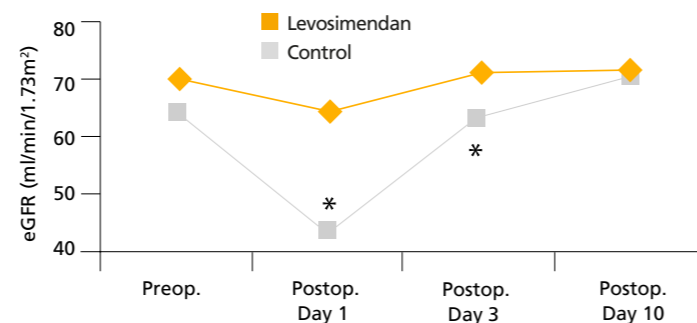 Levosimendan
Control
eGFR (ml/min/1.73m²)
80
70
60
50
40
*
*
Preop.
Postop.
Day 1
Postop.
Day 3
Postop.
Day 10